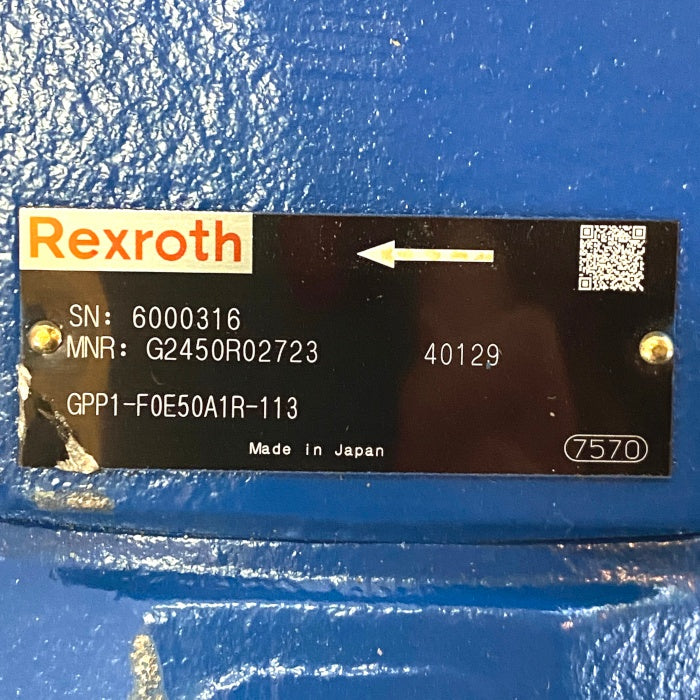 Rexroth
SN: 6000316
MNR: G2450R02723 40129
GPP1-F0E50A1R-113
Made in Japan 7570